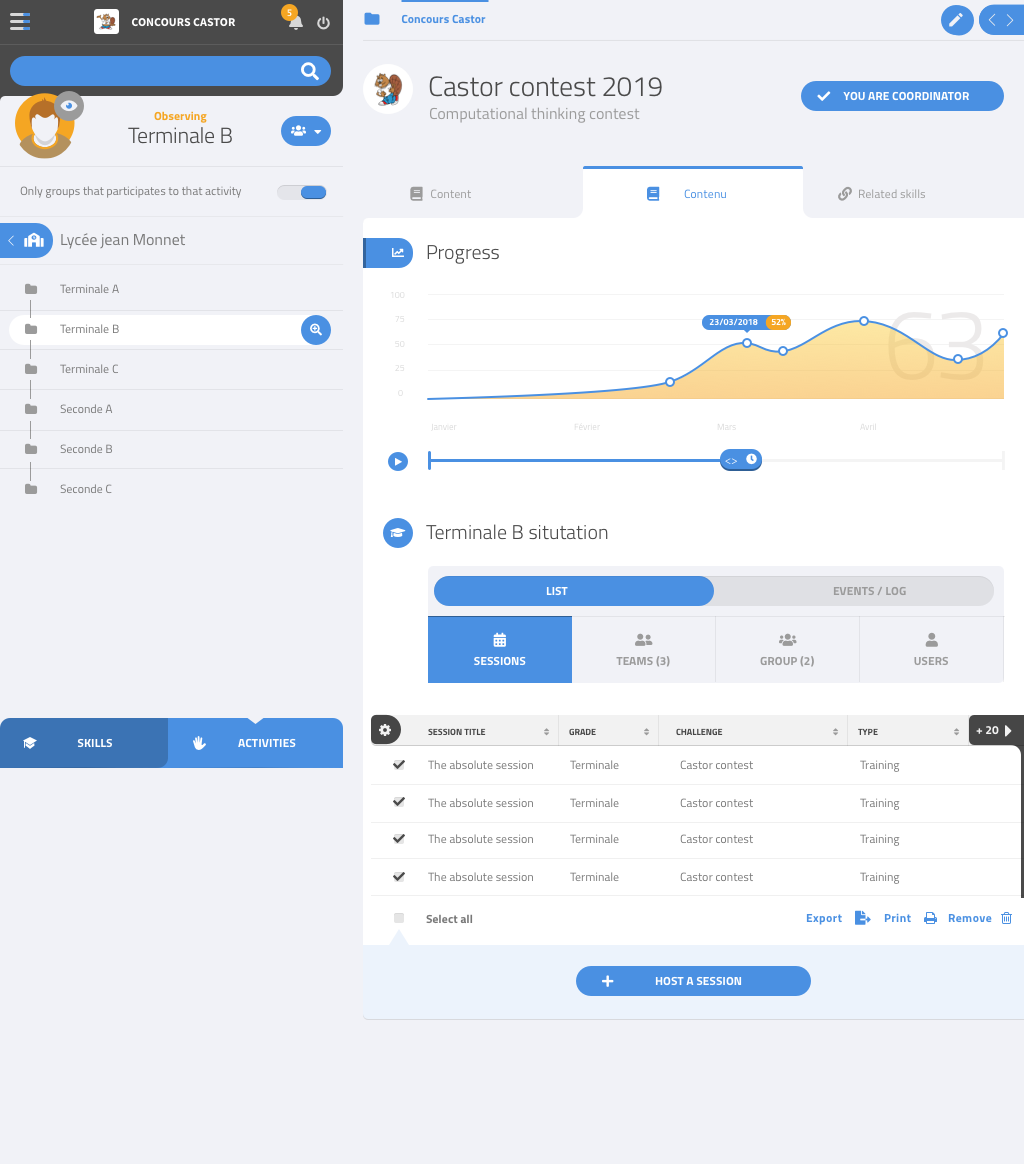 CONCOURS CASTOR
5
Observing
Terminale B
Only groups that participates to that activity
Lycée jean Monnet
Terminale A
Terminale B
Terminale C
Seconde A
Seconde B
Seconde C
SKILLS
ACTIVITIES
Concours Castor
Castor contest 2019
Computational thinking contest
YOU ARE COORDINATOR
Content
Contenu
Related skills
Progress
100
75
50
25
0
63
23/03/2018 52%
Janvier Février Mars Avril
<>
Terminale B situtation
LIST EVENTS / LOG
SESSIONS TEAMS (3) GROUP (2) USERS
SESSION TITLE GRADE CHALLENGE TYPE + 20
The absolute session Terminale Castor contest Training
The absolute session Terminale Castor contest Training
The absolute session Terminale Castor contest Training
The absolute session Terminale Castor contest Training
Select all Export Print Remove
HOST A SESSION